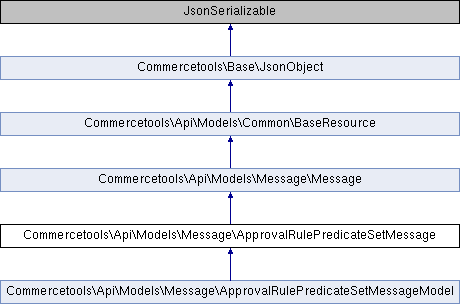 JsonSerializable
Commercetools\Base\JsonObject
Commercetools\Api\Models\Common\BaseResource
Commercetools\Api\Models\Message\Message
Commercetools\Api\Models\Message\ApprovalRulePredicateSetMessage
Commercetools\Api\Models\Message\ApprovalRulePredicateSetMessageModel